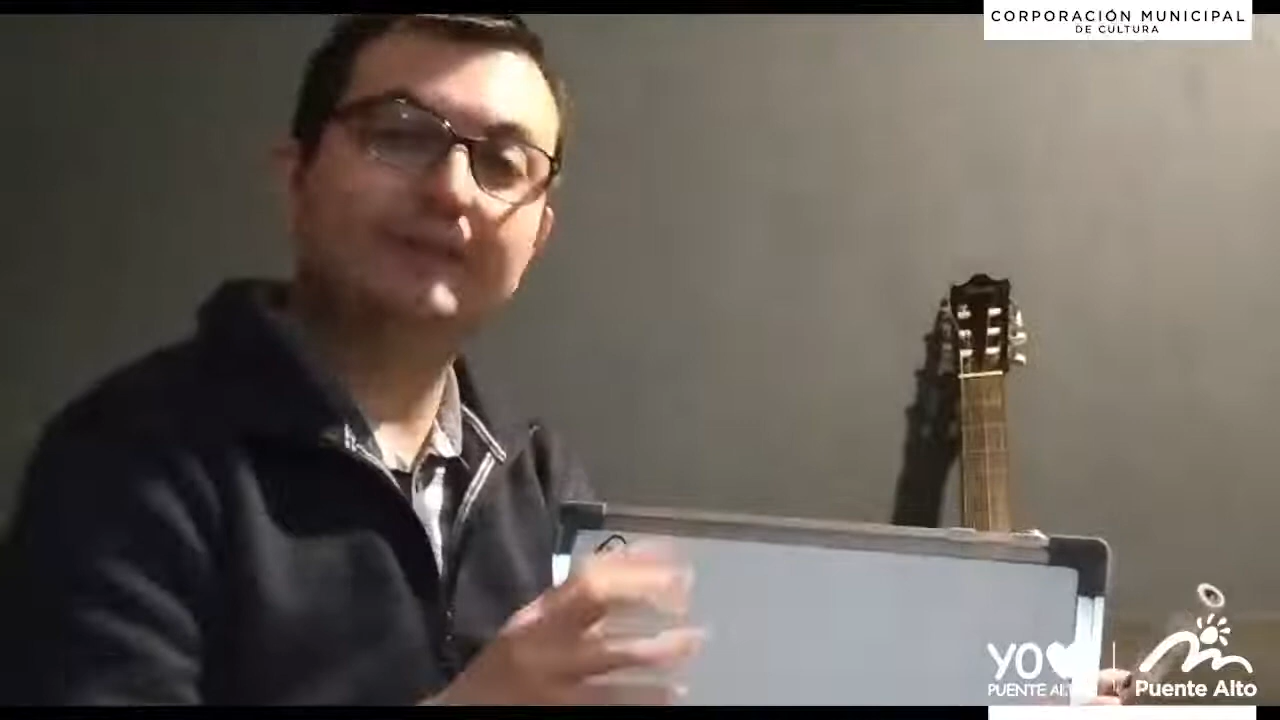 CORPORACIÓN MUNICIPAL
DE CULTURA
YO
PUENTE AL
Puente Alto